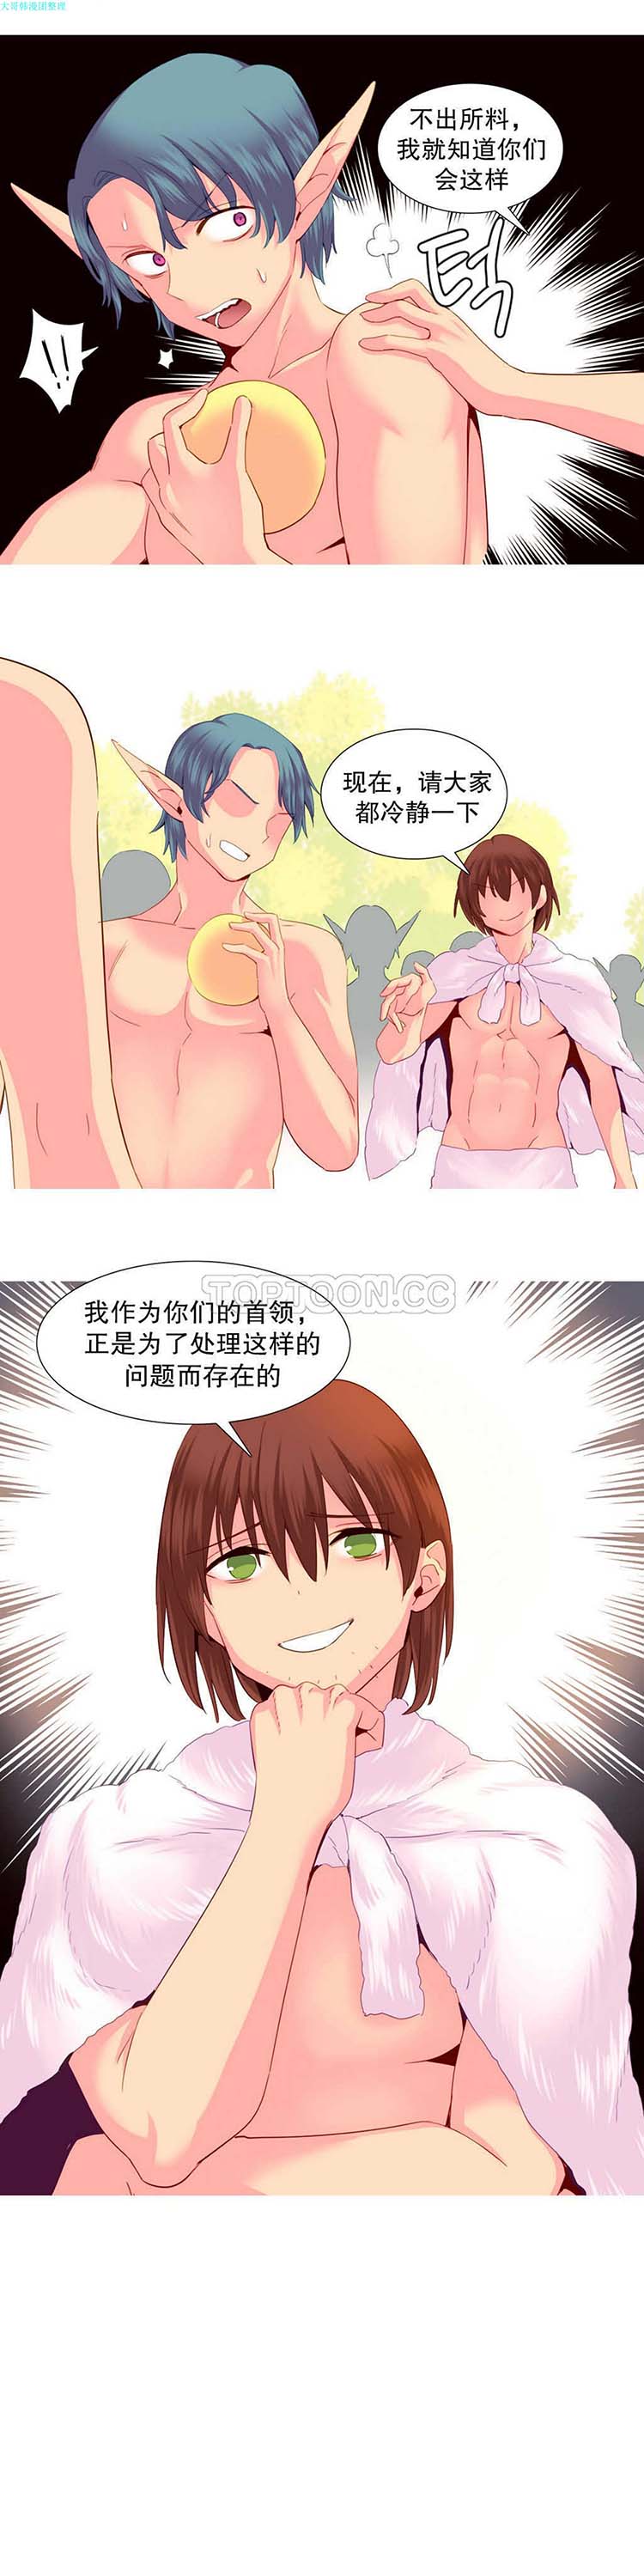 大哥韩漫团整理
不出所料，
我就知道你们
会这样
턱
!!!
现在，请大家
都冷静一下
TOPTOON.CC
我作为你们的首领，
正是为了处理这样的
问题而存在的